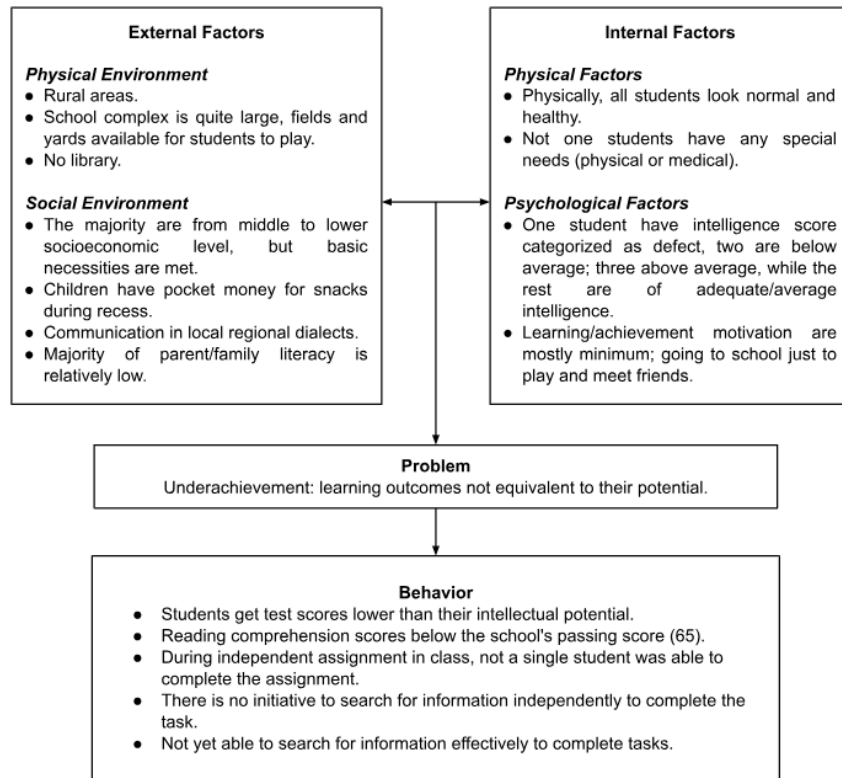 External Factors
Physical Environment
● Rural areas.
● School complex is quite large, fields and
yards available for students to play.
● No library.
Social Environment
● The majority are from middle to lower
socioeconomic level, but basic
necessities are met.
● Children have pocket money for snacks
during recess.
● Communication in local regional dialects.
● Majority of parent/family literacy is
relatively low.
Internal Factors
Physical Factors
● Physically, all students look normal and
healthy.
● Not one students have any special
needs (physical or medical).
Psychological Factors
● One student have intelligence score
categorized as defect, two are below
average; three above average, while the
rest are of adequate/average
intelligence.
● Learning/achievement motivation are
mostly minimum; going to school just to
play and meet friends.
Problem
Underachievement: learning outcomes not equivalent to their potential.
Behavior
● Students get test scores lower than their intellectual potential.
● Reading comprehension scores below the school's passing score (65).
● During independent assignment in class, not a single student was able to
complete the assignment.
● There is no initiative to search for information independently to complete the
task.
● Not yet able to search for information effectively to complete tasks.